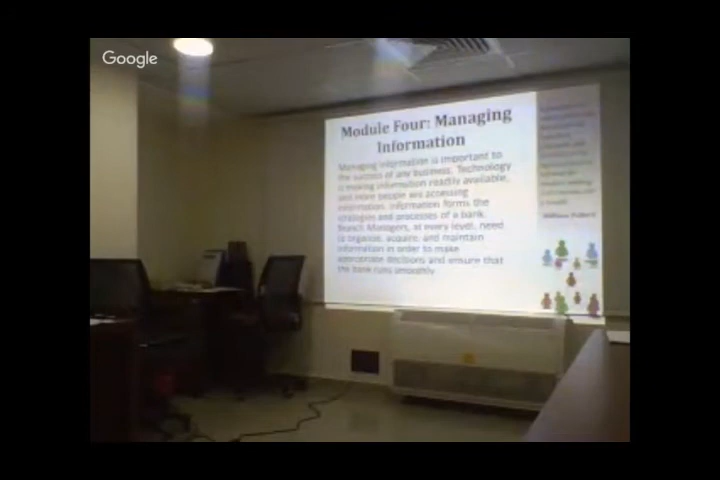 Google
Module Four: Managing
Information
Managing information is important to
the success of any business. Technology
is making information readily available,
and more people are accessing
information. Information forms the
strategies and processes of a bank
Branch Managers, at every level, need
to organize, acquire, and maintain
information in order to make
appropriate decisions and ensure that
the bank runs smoothly
William Pollard